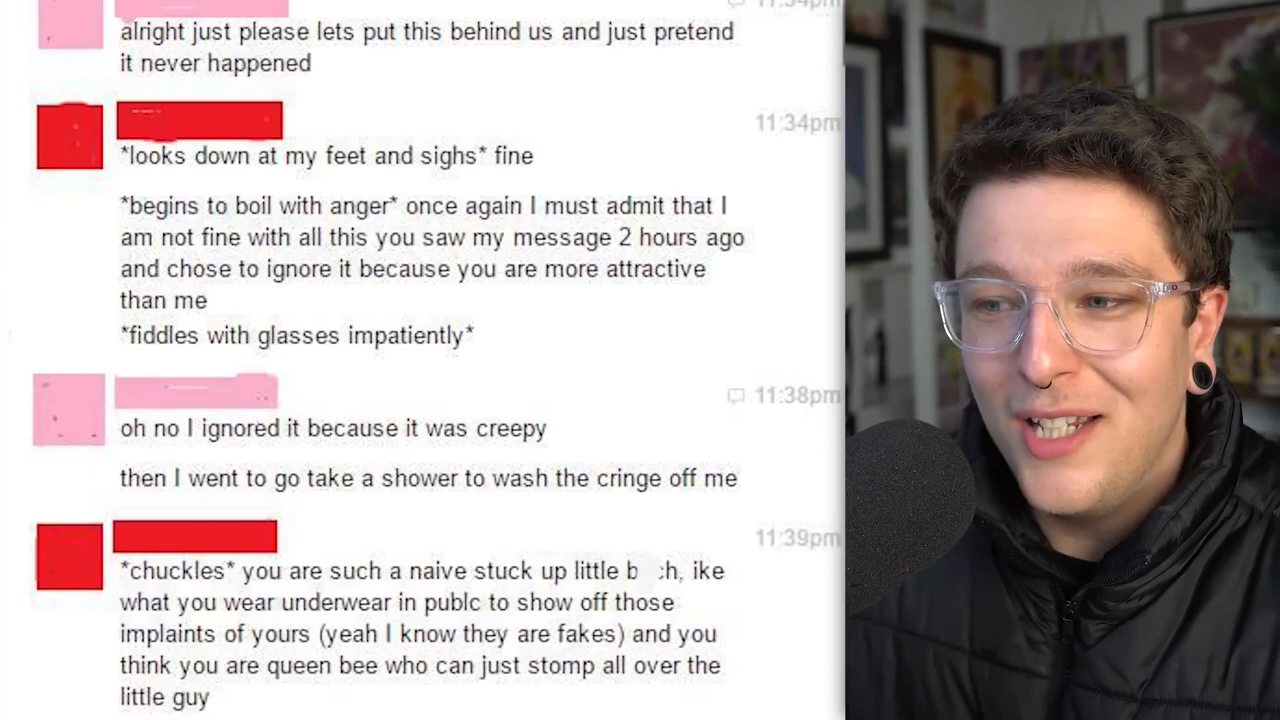 11:34pm
alright just please lets put this behind us and just pretend
it never happened
11:34pm
*looks down at my feet and sighs* fine
*begins to boil with anger* once again I must admit that I
am not fine with all this you saw my message 2 hours ago
and chose to ignore it because you are more attractive
than me
*fiddles with glasses impatiently*
11:38pm
oh no I ignored it because it was creepy
then I went to go take a shower to wash the cringe off me
11:39pm
*chuckles* you are such a naive stuck up little b ch, ike
what you wear underwear in publc to show off those
implaints of yours (yeah I know they are fakes) and you
think you are queen bee who can just stomp all over the
little guy